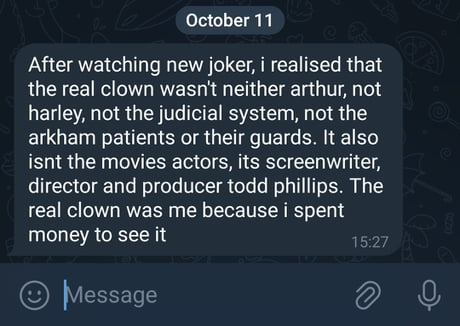 October 11
After watching new joker, i realised that
the real clown wasn't neither arthur, not
harley, not the judicial system, not the
arkham patients or their guards. It also
isnt the movies actors, its screenwriter,
director and producer todd phillips. The
real clown was me because i spent
money to see it
15:27
Message